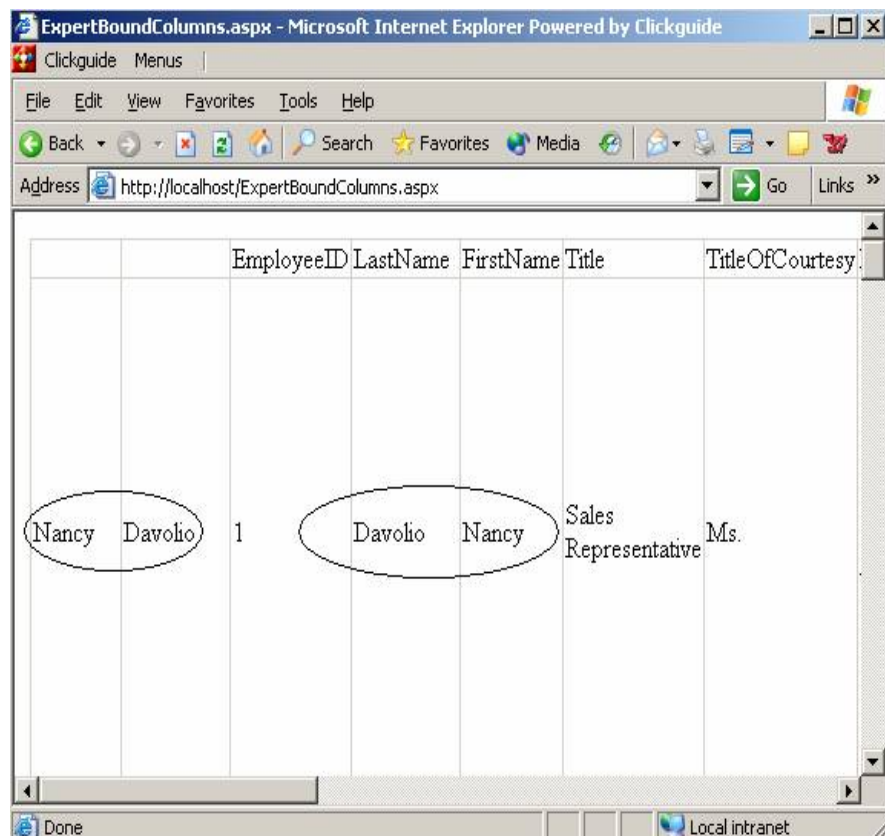 ExpertBoundColumns.aspx - Microsoft Internet Explorer Powered by Clickguide
Clickguide Menus
File Edit View Favorites Tools Help
Back Search Favorites Media
Address http://localhost/ExpertBoundColumns.aspx Go Links »
EmployeeID LastName FirstName Title TitleOfCourtesy
Nancy Davolio 1 Davolio Nancy Sales Representative Ms.
Done Local intranet